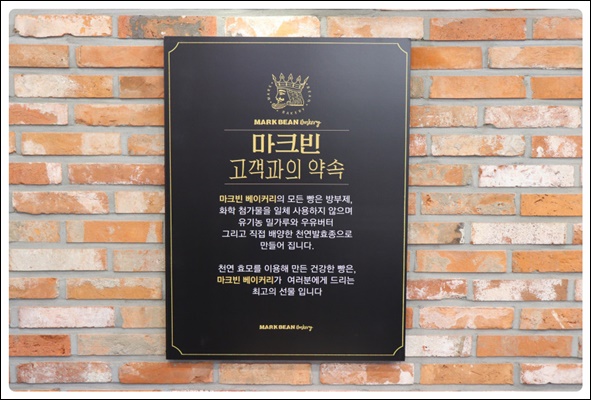 MARK BEAN Bakery
마크빈
고객과의 약속
마크빈 베이커리의 모든 빵은 방부제,
화학 첨가물을 일체 사용하지 않으며
유기농 밀가루와 우유버터
그리고 직접 배양한 천연발효종으로
만들어 집니다.
천연 효모를 이용해 만든 건강한 빵은,
마크빈 베이커리가 여러분에게 드리는
최고의 선물 입니다
MARK BEAN Bakery